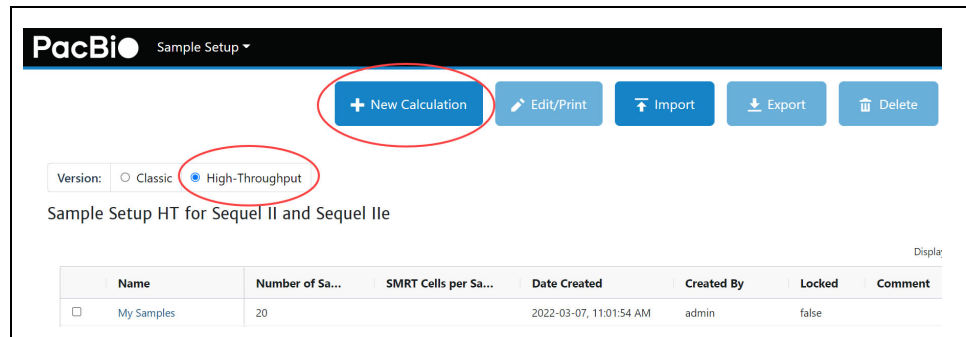 PacBio Sample Setup
New Calculation Edit/Print Import Export Delete
Version: Classic High-Throughput
Sample Setup HT for Sequel II and Sequel IIe
Name Number of Sa... SMRT Cells per Sa... Date Created Created By Locked Comment
My Samples 20 2022-03-07, 11:01:54 AM admin false